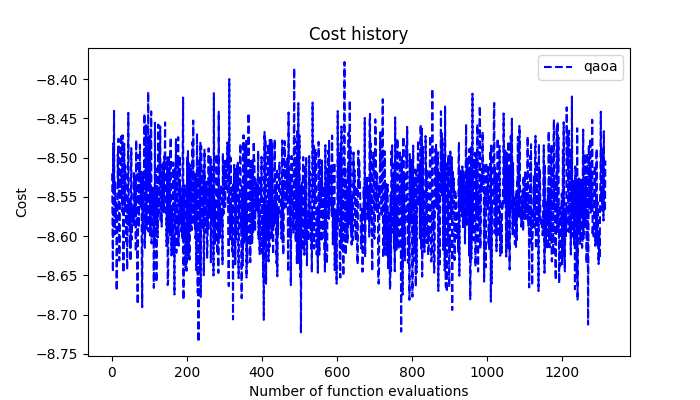 Cost history
qaoa
−8.40
−8.45
−8.50
−8.55
−8.60
−8.65
−8.70
−8.75
Cost
0 200 400 600 800 1000 1200
Number of function evaluations